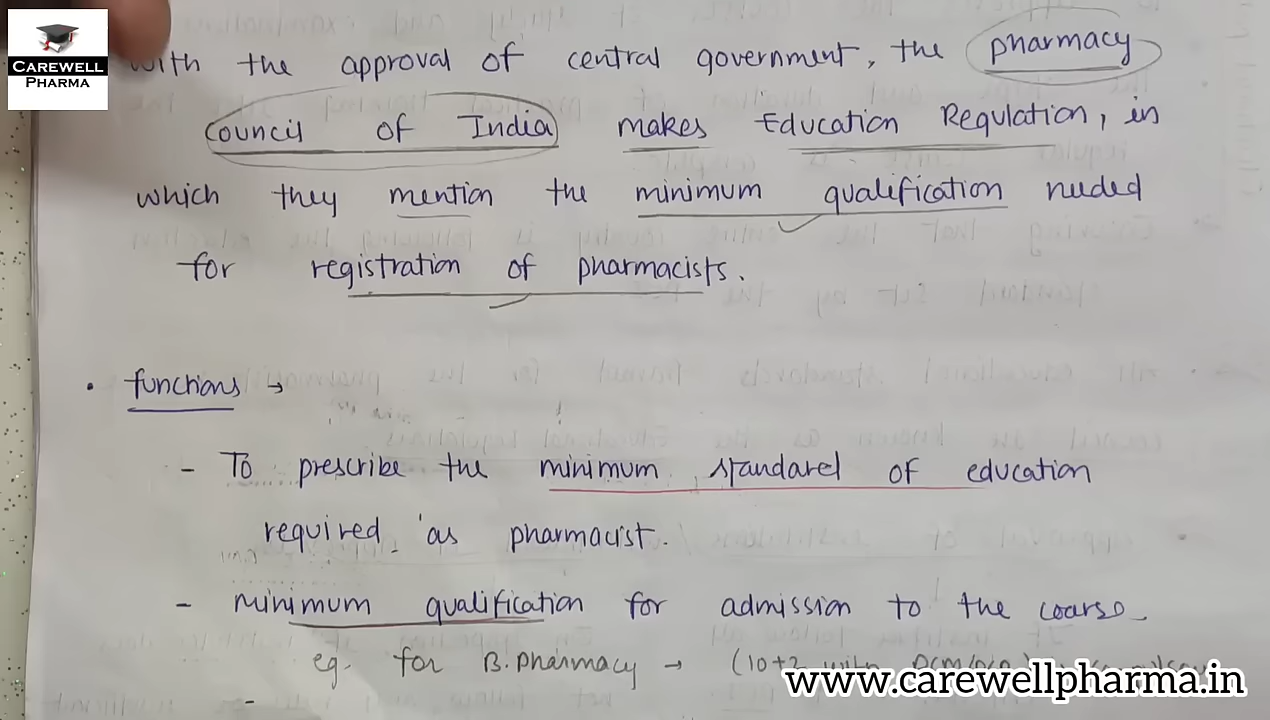 CAREWELL
PHARMA
with the approval of central government, the pharmacy
council of India makes Education Regulation, in
which they mention the minimum qualification needed
for registration of pharmacists.
• functions →
- To prescribe the minimum standard of education
required as pharmacist.
- minimum qualification for admission to the coarse.
eg. for B.pharmacy → (10+2 with
www.carewellpharma.in
-